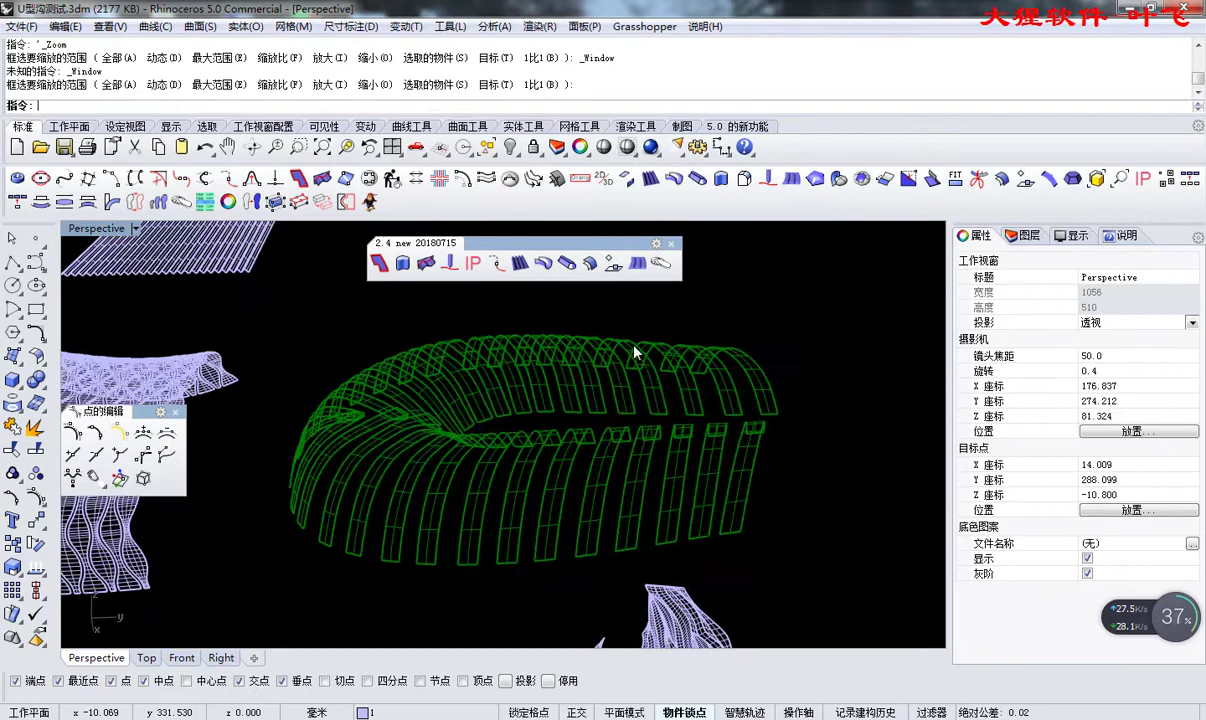 U型沟测试.3dm (2177 KB) - Rhinoceros 5.0 Commercial - [Perspective]
大猩软件 叶飞
文件(F) 编辑(E) 查看(V) 曲线(C) 曲面(S) 实体(O) 网格(M) 尺寸标注(D) 变动(T) 工具(L) 分析(A) 渲染(R) 面板(P) Grasshopper 说明(H)
指令: '_Zoom
框选要缩放的范围 ( 全部(A) 动态(D) 最大范围(E) 缩放比(F) 放大(I) 缩小(O) 选取的物件(S) 目标(T) 1比1(B) ): _Window
未知的指令: _Window
框选要缩放的范围 ( 全部(A) 动态(D) 最大范围(E) 缩放比(F) 放大(I) 缩小(O) 选取的物件(S) 目标(T) 1比1(B) ):
指令:
标准 工作平面 设定视图 显示 选取 工作视窗配置 可见性 变动 曲线工具 曲面工具 实体工具 网格工具 渲染工具 制图 5.0 的新功能
2D/3D FIT IP
Perspective
2.4 new 20180715
IP
点的编辑
z
y
x
属性 图层 显示 说明
工作视窗
标题 Perspective
宽度 1056
高度 510
投影 透视
摄影机
镜头焦距 50.0
旋转 0.4
X 座标 176.837
Y 座标 274.212
Z 座标 81.324
位置 放置...
目标点
X 座标 14.009
Y 座标 288.099
Z 座标 -10.800
位置 放置...
底色图案
文件名称 (无) ...
显示
灰阶
27.5K/s
28.1K/s
37%
Perspective Top Front Right
端点 最近点 点 中点 中心点 交点 垂点 切点 四分点 节点 顶点 投影 停用
工作平面 x -10.069 y 331.530 z 0.000 毫米 1 锁定格点 正交 平面模式 物件锁点 智慧轨迹 操作轴 记录建构历史 过滤器 绝对公差: 0.02